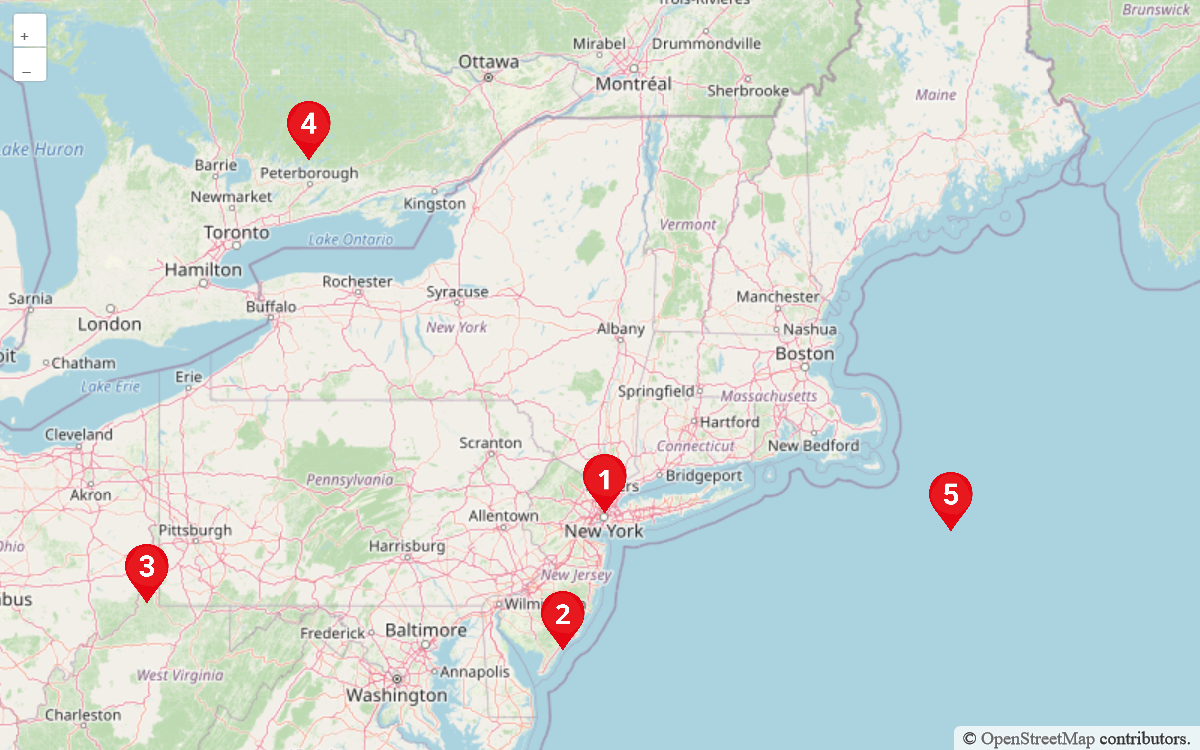 Trois-Rivières
Brunswick
+
−
Mirabel
Drummondville
Ottawa
Montréal
Sherbrooke
Maine
4
Lake Huron
Barrie
Peterborough
Newmarket
Kingston
Vermont
Toronto
Lake Ontario
Hamilton
Rochester
Syracuse
Manchester
Sarnia
Buffalo
London
New York
Albany
Nashua
Boston
Chatham
Erie
Lake Erie
Springfield
Massachusetts
Hartford
Cleveland
Scranton
Connecticut
New Bedford
1
Pennsylvania
Bridgeport
5
Akron
Allentown
New York
Pittsburgh
Harrisburg
Ohio
3
New Jersey
2
Frederick
Baltimore
West Virginia
Annapolis
Washington
Charleston
© OpenStreetMap contributors.